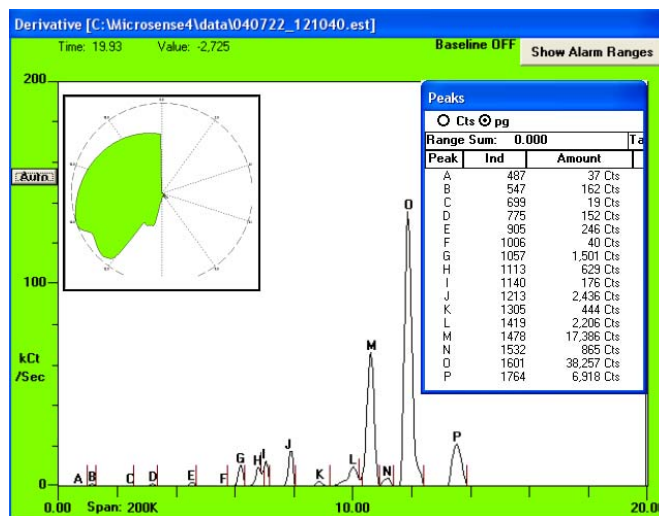 Derivative [C:\Microsense4\data\040722_121040.est]
Time: 19.93 Value: -2,725 Baseline OFF Show Alarm Ranges
200
Auto
100
kCt
/Sec
0
0.00 Span: 200K 10.00 20.0
A B C D E F G H I J K L M N O P
Peaks
Cts pg
Range Sum: 0.000 Ta
Peak Ind Amount
A 487 37 Cts
B 547 162 Cts
C 699 19 Cts
D 775 152 Cts
E 905 246 Cts
F 1006 40 Cts
G 1057 1,501 Cts
H 1113 629 Cts
I 1140 176 Cts
J 1213 2,436 Cts
K 1305 444 Cts
L 1419 2,206 Cts
M 1478 17,386 Cts
N 1532 865 Cts
O 1601 38,257 Cts
P 1764 6,918 Cts